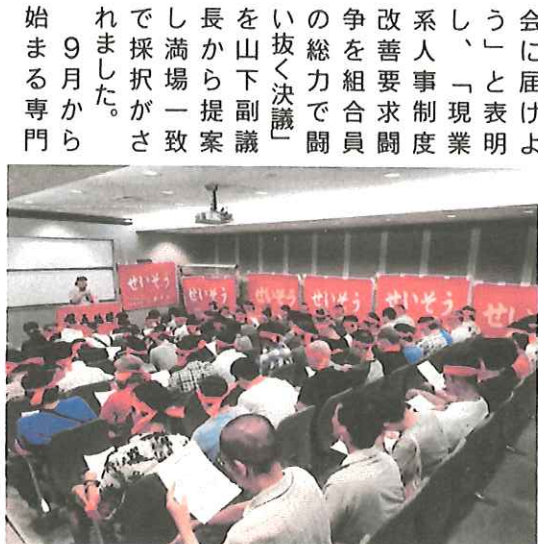 会に届けよ
う」と表明
し、「現業
系人事制度
改善要求闘
争を組合員
の総力で闘
い抜く決議」
を山下副議
長から提案
し満場一致
で採択がさ
れました。
９月から
始まる専門
せいそう
せいそう
せいそう
せいそう
せいそう
せい